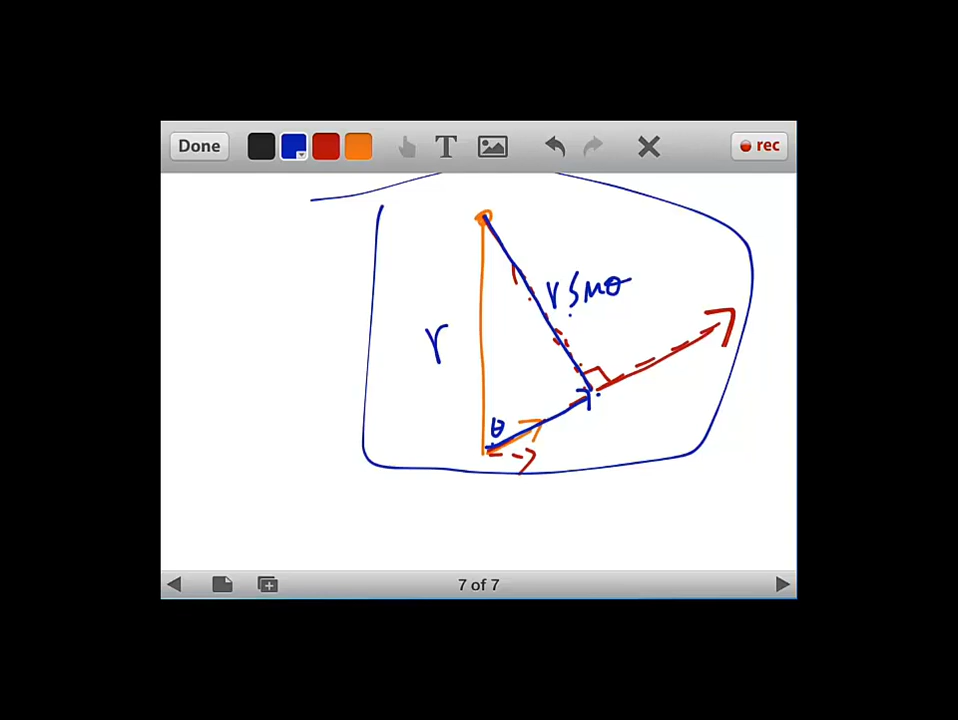 Done T rec
r sinθ
r
θ
7 of 7